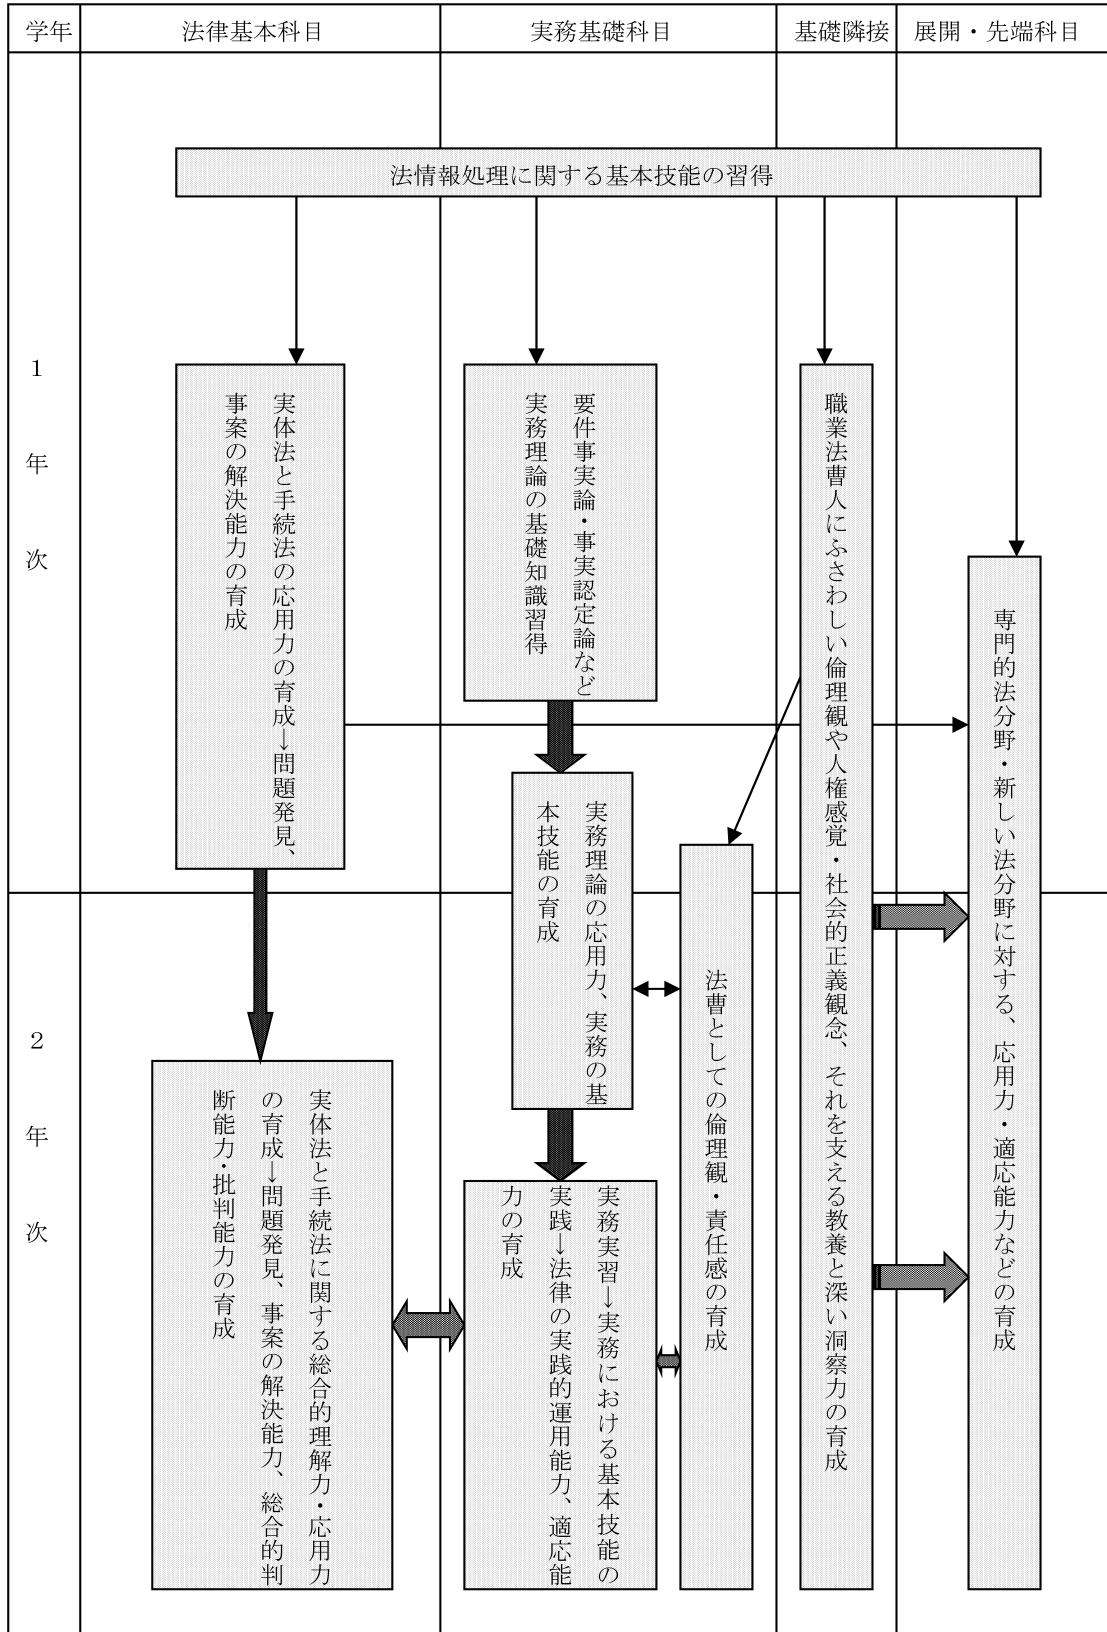 学年
法律基本科目
実務基礎科目
基礎隣接
展開・先端科目
法情報処理に関する基本技能の習得
1年次
実体法と手続法の応用力の育成→問題発見、
事案の解決能力の育成
要件事実論・事実認定論など
実務理論の基礎知識習得
職業法曹人にふさわしい倫理観や人権感覚・社会的正義観念、それを支える教養と深い洞察力の育成
専門的法分野・新しい法分野に対する、応用力・適応能力などの育成
実務理論の応用力、実務の基
本技能の育成
法曹としての倫理観・責任感の育成
2年次
実体法と手続法に関する総合的理解力・応用力
の育成→問題発見、事案の解決能力、総合的判
断能力・批判能力の育成
実務実習→実務における基本技能の
実践→法律の実践的運用能力、適応能
力の育成